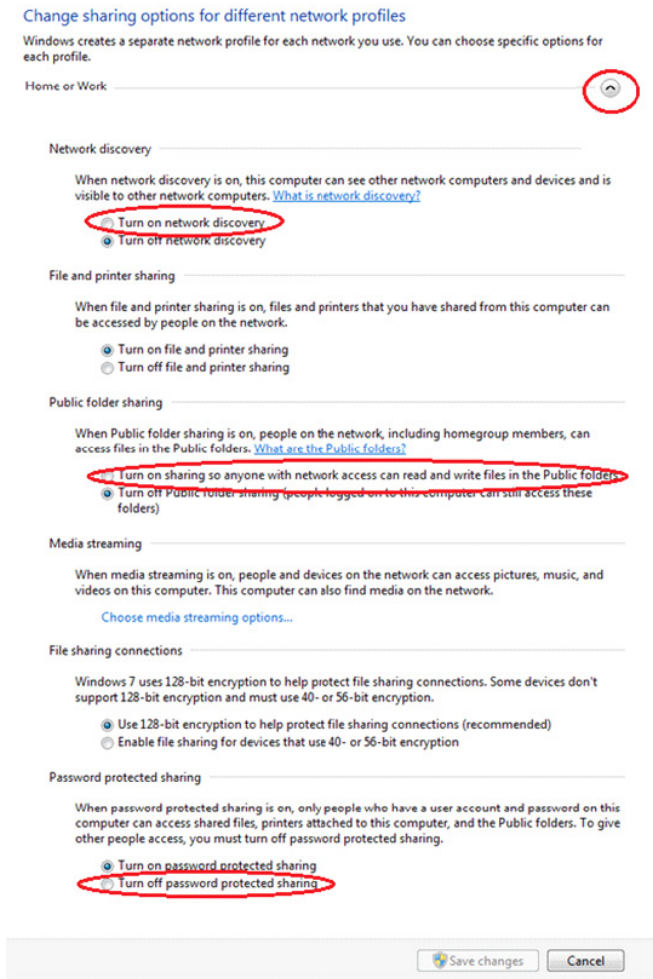 Change sharing options for different network profiles
Windows creates a separate network profile for each network you use. You can choose specific options for
each profile.
Home or Work
Network discovery
When network discovery is on, this computer can see other network computers and devices and is
visible to other network computers. What is network discovery?
Turn on network discovery
Turn off network discovery
File and printer sharing
When file and printer sharing is on, files and printers that you have shared from this computer can
be accessed by people on the network.
Turn on file and printer sharing
Turn off file and printer sharing
Public folder sharing
When Public folder sharing is on, people on the network, including homegroup members, can
access files in the Public folders. What are the Public folders?
Turn on sharing so anyone with network access can read and write files in the Public folders
Turn off Public folder sharing (people logged on to this computer can still access these
folders)
Media streaming
When media streaming is on, people and devices on the network can access pictures, music, and
videos on this computer. This computer can also find media on the network.
Choose media streaming options...
File sharing connections
Windows 7 uses 128-bit encryption to help protect file sharing connections. Some devices don't
support 128-bit encryption and must use 40- or 56-bit encryption.
Use 128-bit encryption to help protect file sharing connections (recommended)
Enable file sharing for devices that use 40- or 56-bit encryption
Password protected sharing
When password protected sharing is on, only people who have a user account and password on this
computer can access shared files, printers attached to this computer, and the Public folders. To give
other people access, you must turn off password protected sharing.
Turn on password protected sharing
Turn off password protected sharing
Save changes
Cancel